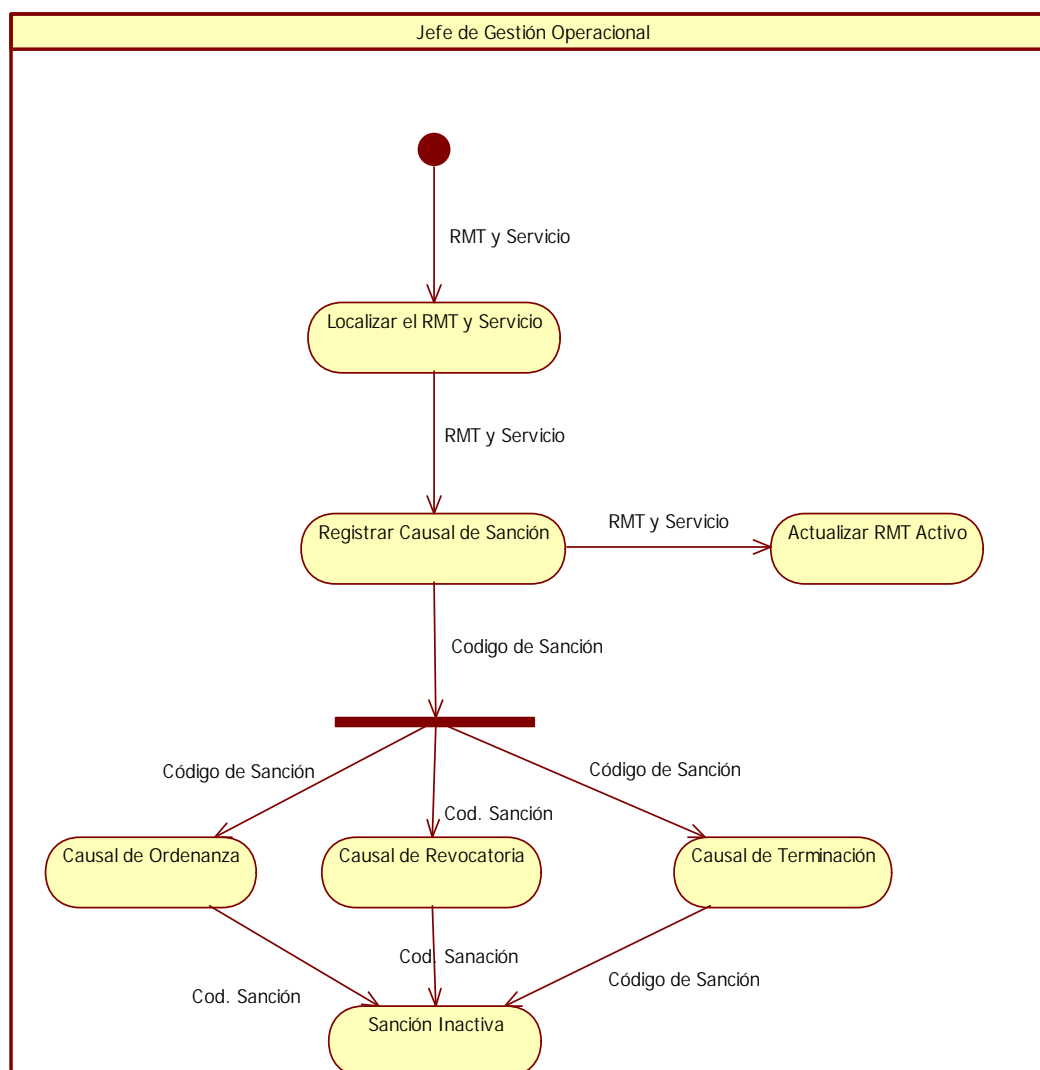 Jefe de Gestión Operacional
RMT y Servicio
Localizar el RMT y Servicio
RMT y Servicio
Registrar Causal de Sanción
RMT y Servicio
Actualizar RMT Activo
Codigo de Sanción
Código de Sanción
Cod. Sanción
Código de Sanción
Causal de Ordenanza
Causal de Revocatoria
Causal de Terminación
Cod. Sanción
Cod. Sanación
Código de Sanción
Sanción Inactiva